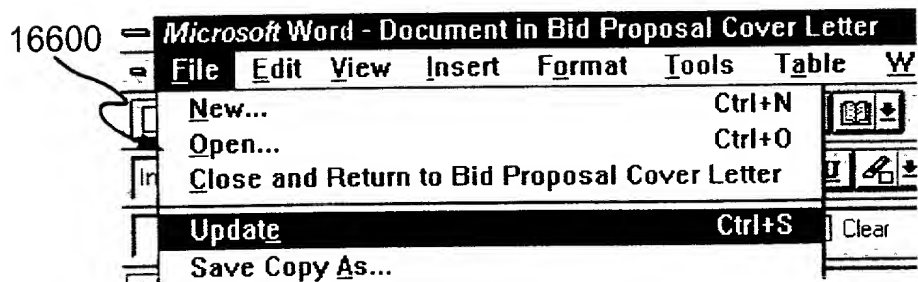 16600
Microsoft Word - Document in Bid Proposal Cover Letter
File Edit View Insert Format Tools Table W
New... Ctrl+N
Open... Ctrl+O
In
Close and Return to Bid Proposal Cover Letter U
Update Ctrl+S Clear
Save Copy As...